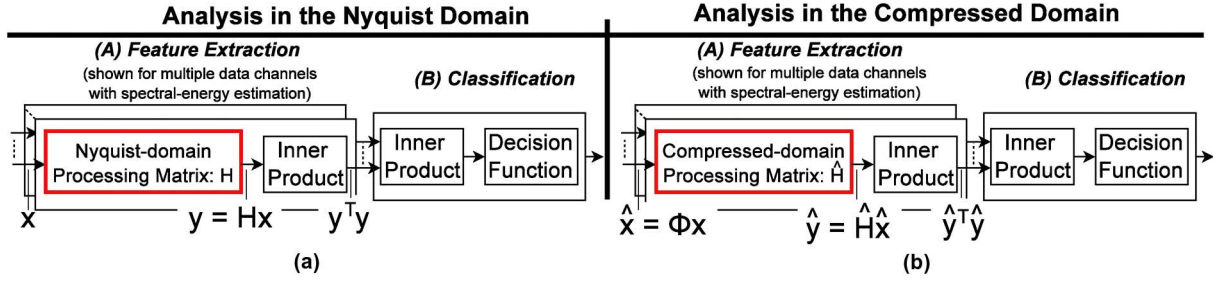 Analysis in the Nyquist Domain
(A) Feature Extraction
(shown for multiple data channels
with spectral-energy estimation)
(B) Classification
Nyquist-domain
Processing Matrix: H
Inner
Product
Inner
Product
Decision
Function
x
y = Hx
yᵀy
(a)
Analysis in the Compressed Domain
(A) Feature Extraction
(shown for multiple data channels
with spectral-energy estimation)
(B) Classification
Compressed-domain
Processing Matrix: Ĥ
Inner
Product
Inner
Product
Decision
Function
x̂ = Φx
ŷ = Ĥx̂
ŷᵀŷ
(b)